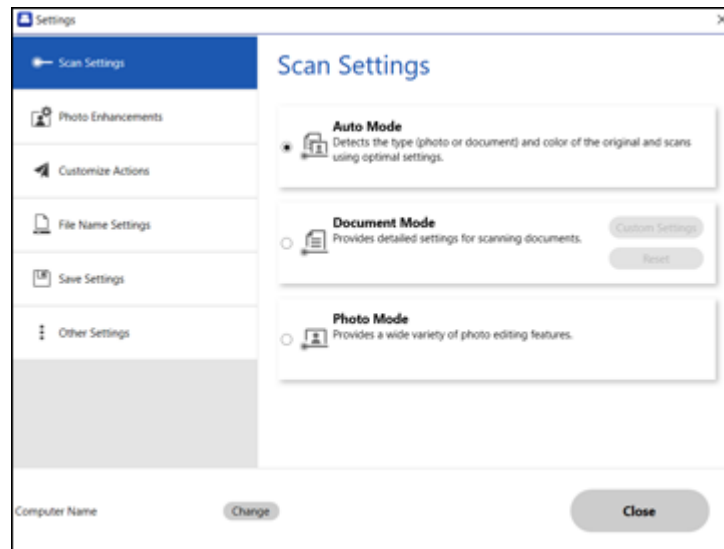 Settings
Scan Settings
Photo Enhancements
Customize Actions
File Name Settings
Save Settings
Other Settings
Scan Settings
Auto Mode
Detects the type (photo or document) and color of the original and scans
using optimal settings.
Document Mode
Provides detailed settings for scanning documents.
Custom Settings
Reset
Photo Mode
Provides a wide variety of photo editing features.
Computer Name
Change
Close